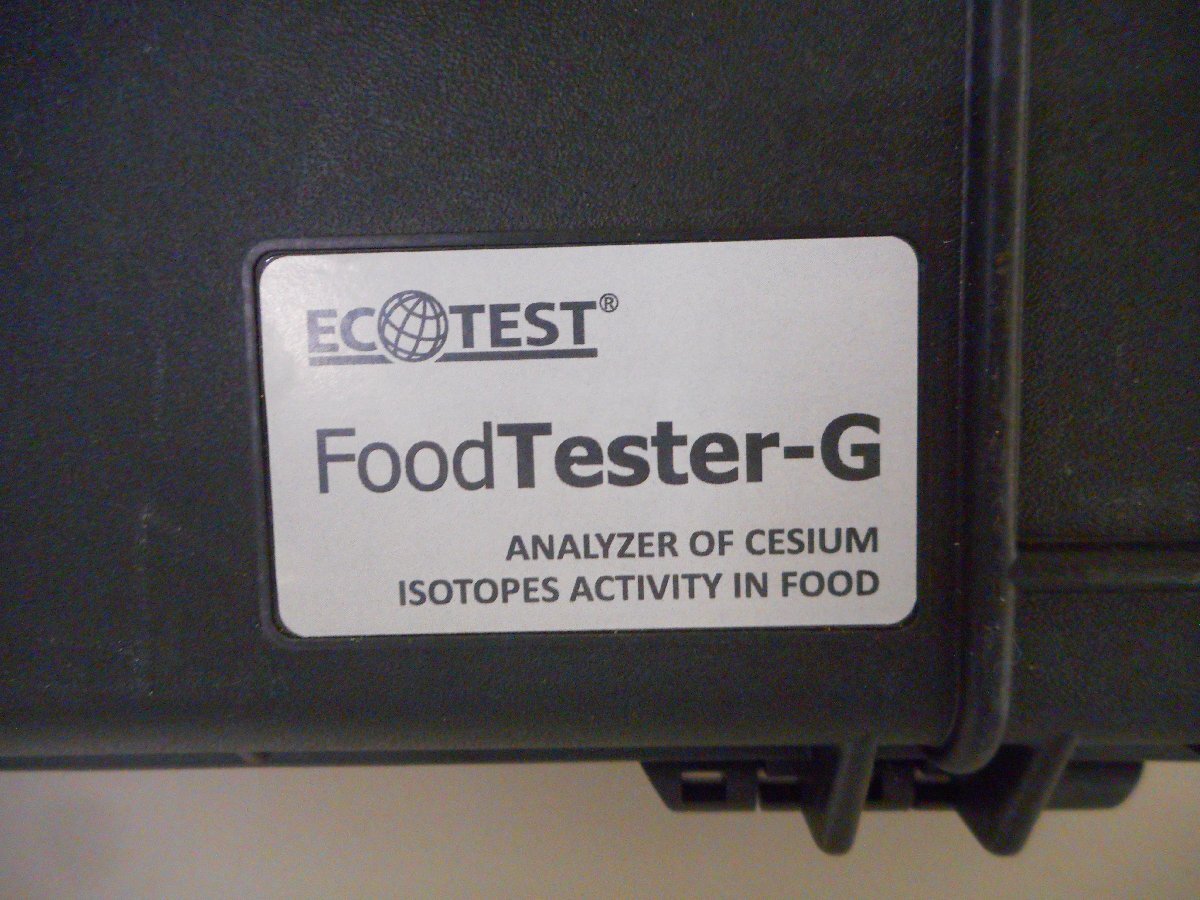 ECOTEST®
FoodTester-G
ANALYZER OF CESIUM
ISOTOPES ACTIVITY IN FOOD